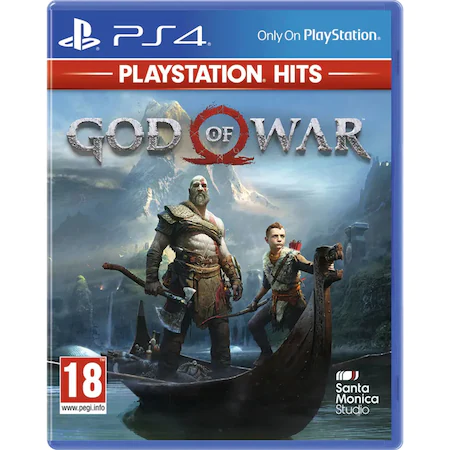 PS4
Only On PlayStation®
PLAYSTATION® HITS
GOD OF WAR
18
www.pegi.info
Santa
Monica
Studio